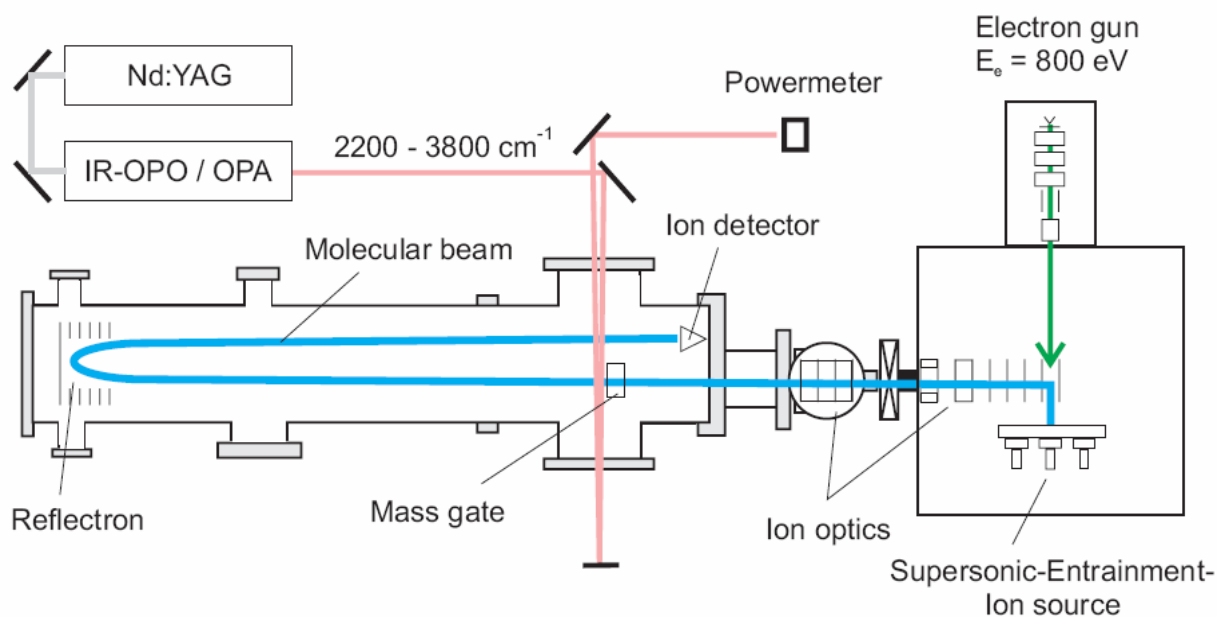 Electron gun
Eₑ = 800 eV
Nd:YAG
Powermeter
2200 - 3800 cm⁻¹
IR-OPO / OPA
Ion detector
Molecular beam
Reflectron
Mass gate
Ion optics
Supersonic-Entrainment-
Ion source